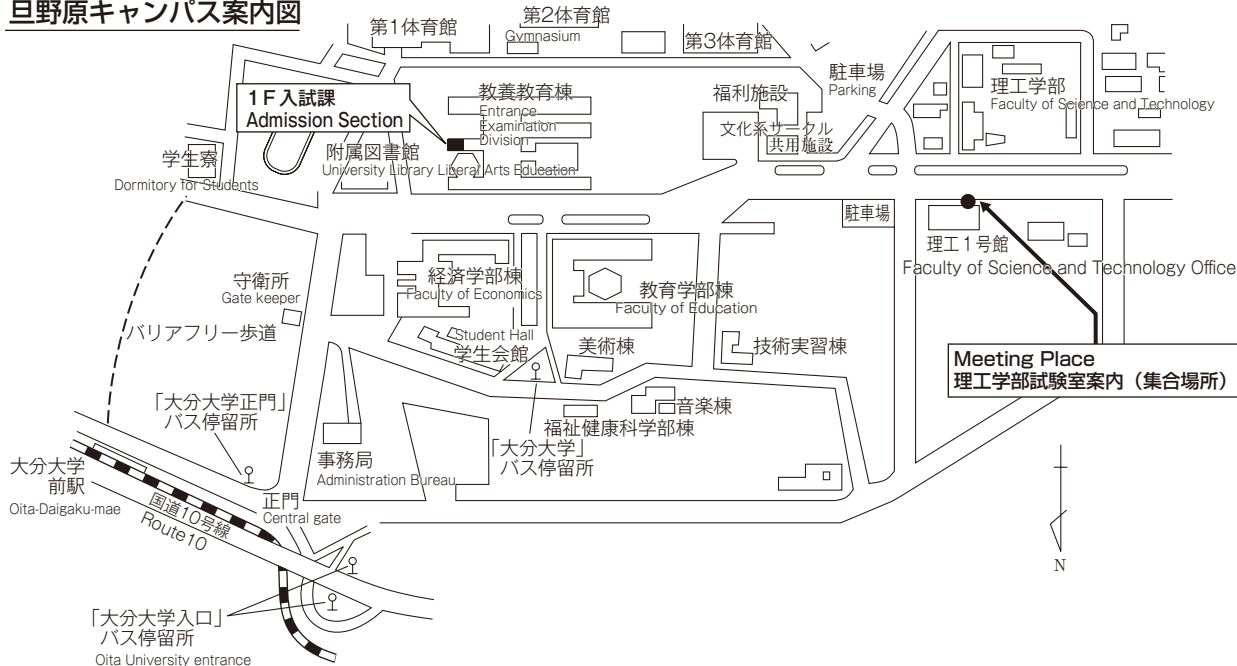 旦野原キャンパス案内図
第1体育館
第2体育館
Gymnasium
第3体育館
駐車場
Parking
理工学部
Faculty of Science and Technology
1F 入試課
Admission Section
教養教育棟
Entrance
Examination
Division
福利施設
文化系サークル
共用施設
学生寮
Dormitory for Students
附属図書館
University Library Liberal Arts Education
駐車場
理工1号館
Faculty of Science and Technology Office
守衛所
Gate keeper
経済学部棟
Faculty of Economics
教育学部棟
Faculty of Education
バリアフリー歩道
Student Hall
学生会館
美術棟
技術実習棟
Meeting Place
理工学部試験室案内（集合場所）
「大分大学正門」
バス停留所
音楽棟
福祉健康科学部棟
「大分大学」
バス停留所
大分大学
前駅
Oita-Daigaku-mae
事務局
Administration Bureau
国道10号線
Route10
正門
Central gate
N
「大分大学入口」
バス停留所
Oita University entrance